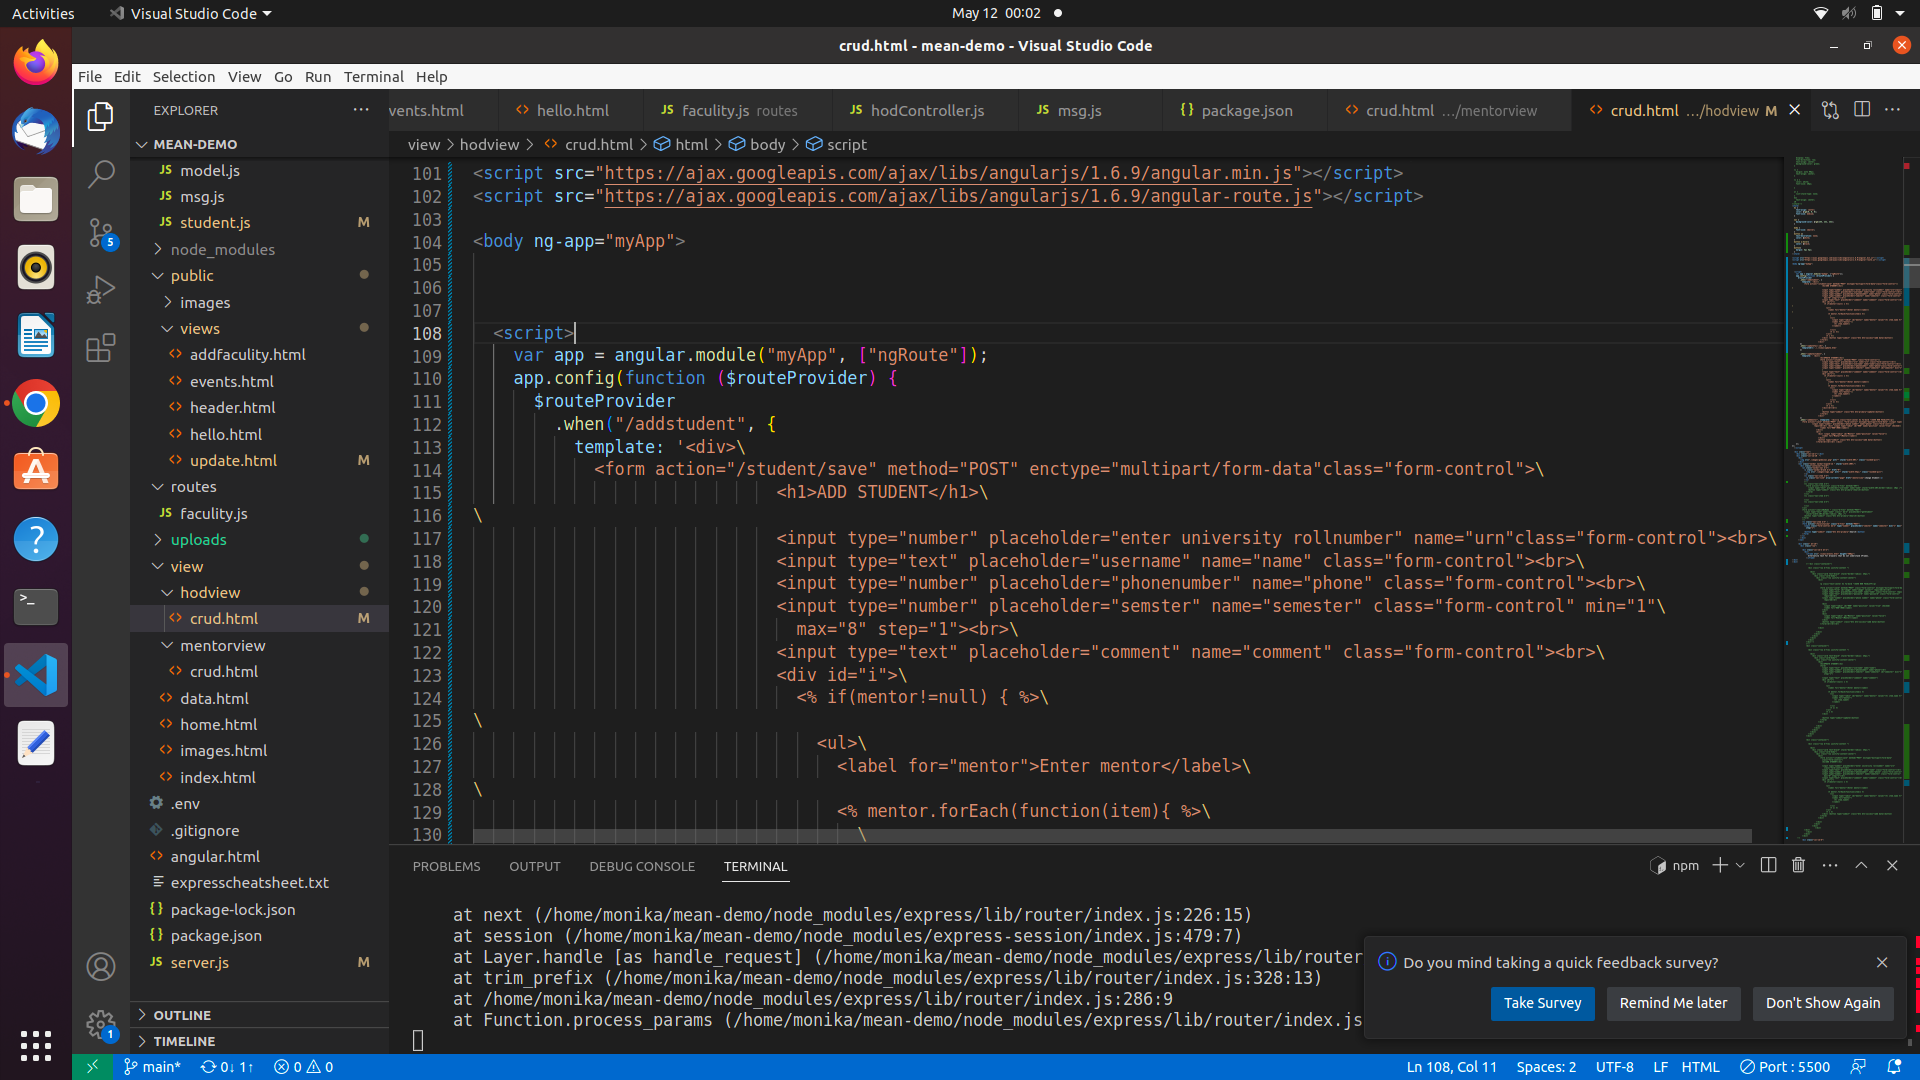 Activities
Visual Studio Code
May 12 00:02
crud.html - mean-demo - Visual Studio Code
File Edit Selection View Go Run Terminal Help
EXPLORER
vents.html
hello.html
faculity.js routes
hodController.js
msg.js
package.json
crud.html .../mentorview
crud.html .../hodview M
view > hodview > crud.html > html > body > script
MEAN-DEMO
model.js
msg.js
student.js M
node_modules
public
images
views
addfaculity.html
events.html
header.html
hello.html
update.html M
routes
faculity.js
uploads
view
hodview
crud.html M
mentorview
crud.html
data.html
home.html
images.html
index.html
.env
.gitignore
angular.html
expresscheatsheet.txt
package-lock.json
package.json
server.js M
OUTLINE
TIMELINE
5
1
101 <script src="https://ajax.googleapis.com/ajax/libs/angularjs/1.6.9/angular.min.js"></script>
102 <script src="https://ajax.googleapis.com/ajax/libs/angularjs/1.6.9/angular-route.js"></script>
103
104 <body ng-app="myApp">
105
106
107
108 <script>
109 var app = angular.module("myApp", ["ngRoute"]);
110 app.config(function ($routeProvider) {
111 $routeProvider
112 .when("/addstudent", {
113 template: '<div>\
114 <form action="/student/save" method="POST" enctype="multipart/form-data"class="form-control">\
115 <h1>ADD STUDENT</h1>\
116 \
117 <input type="number" placeholder="enter university rollnumber" name="urn"class="form-control"><br>\
118 <input type="text" placeholder="username" name="name" class="form-control"><br>\
119 <input type="number" placeholder="phonenumber" name="phone" class="form-control"><br>\
120 <input type="number" placeholder="semster" name="semester" class="form-control" min="1"\
121 max="8" step="1"><br>\
122 <input type="text" placeholder="comment" name="comment" class="form-control"><br>\
123 <div id="i">\
124 <% if(mentor!=null) { %>\
125 \
126 <ul>\
127 <label for="mentor">Enter mentor</label>\
128 \
129 <% mentor.forEach(function(item){ %>\
130 \
PROBLEMS OUTPUT DEBUG CONSOLE TERMINAL
npm
at next (/home/monika/mean-demo/node_modules/express/lib/router/index.js:226:15)
at session (/home/monika/mean-demo/node_modules/express-session/index.js:479:7)
at Layer.handle [as handle_request] (/home/monika/mean-demo/node_modules/express/lib/router
at trim_prefix (/home/monika/mean-demo/node_modules/express/lib/router/index.js:328:13)
at /home/monika/mean-demo/node_modules/express/lib/router/index.js:286:9
at Function.process_params (/home/monika/mean-demo/node_modules/express/lib/router/index.js
Do you mind taking a quick feedback survey?
Take Survey
Remind Me later
Don't Show Again
main* 0↓ 1↑ 0 0
Ln 108, Col 11 Spaces: 2 UTF-8 LF HTML Port : 5500